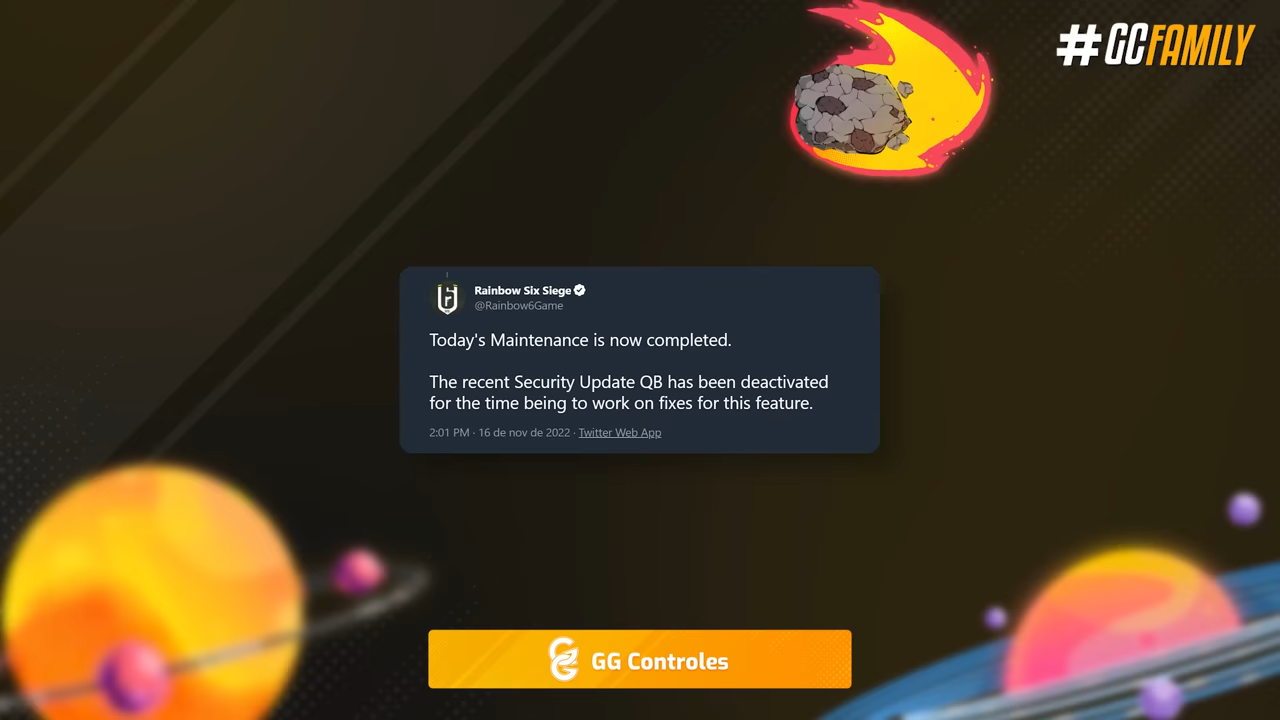 #GGFAMILY
Rainbow Six Siege
@Rainbow6Game
Today's Maintenance is now completed.
The recent Security Update QB has been deactivated
for the time being to work on fixes for this feature.
2:01 PM · 16 de nov de 2022 · Twitter Web App
GG Controles